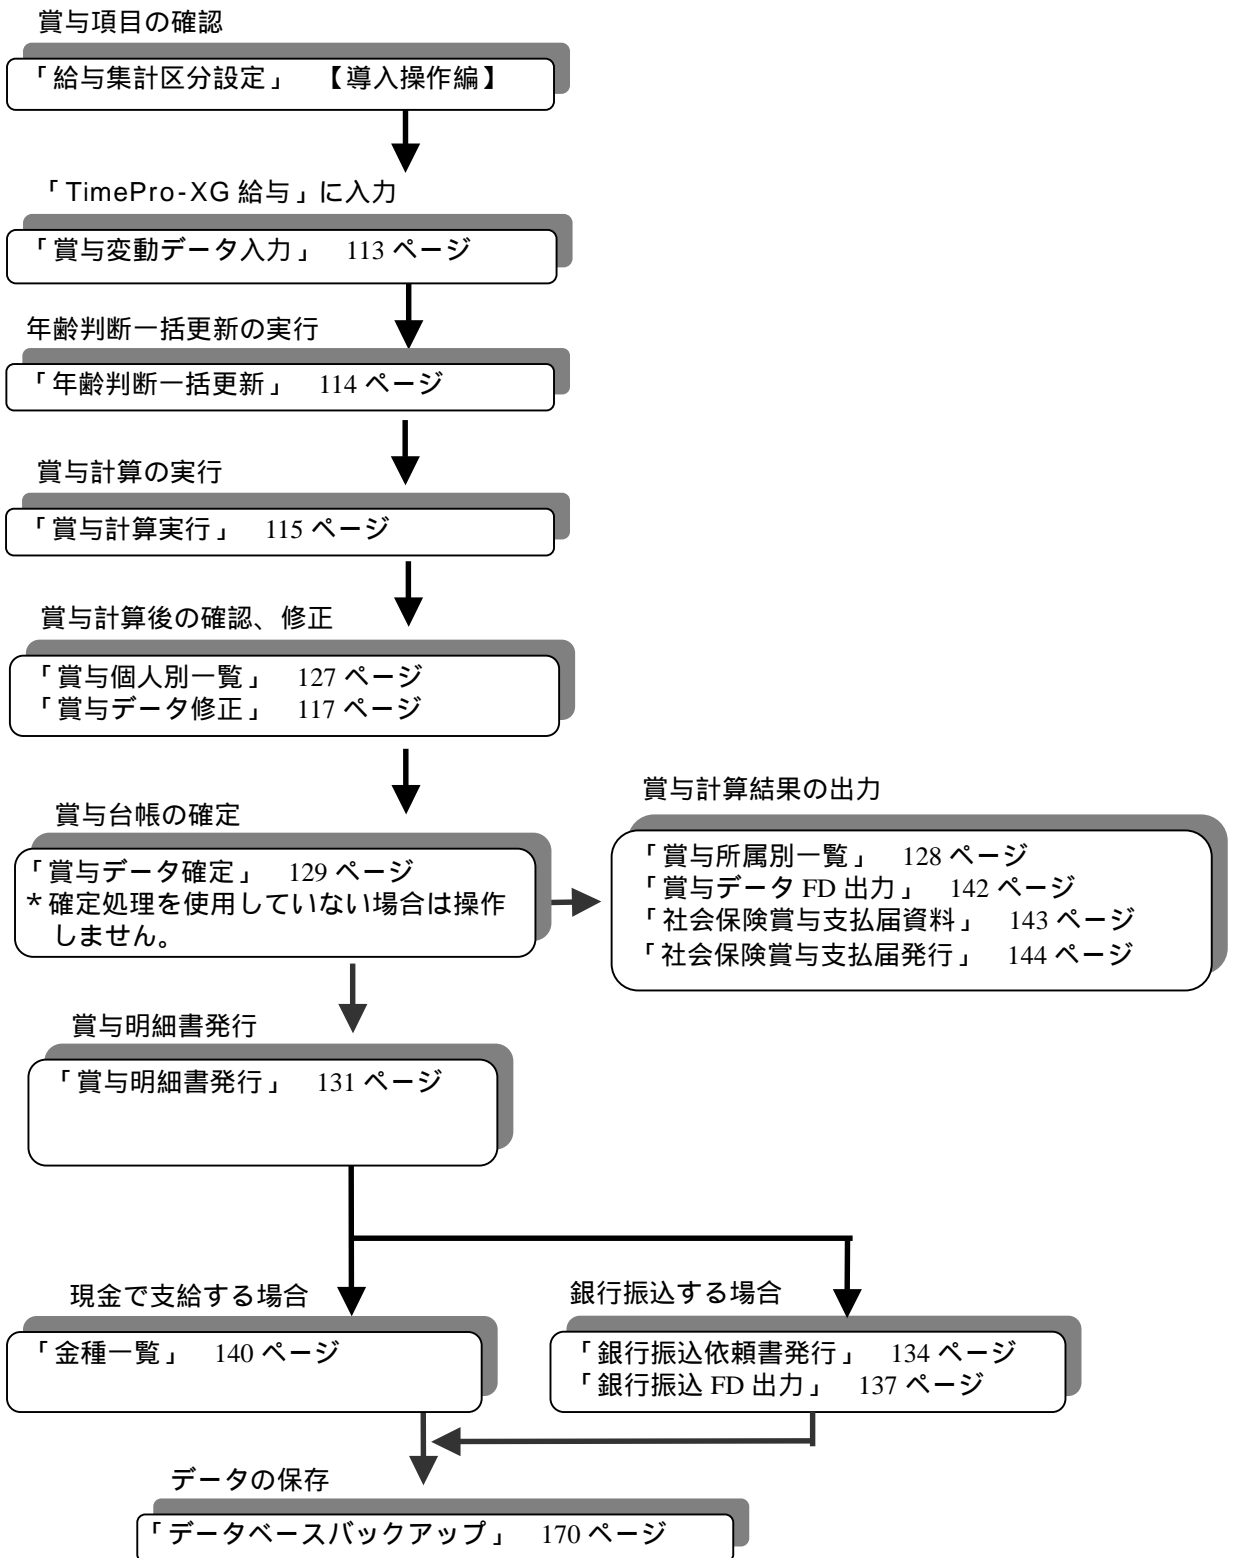 賞与項目の確認
「給与集計区分設定」　【導入操作編】
「TimePro-XG 給与」に入力
「賞与変動データ入力」　113 ページ
年齢判断一括更新の実行
「年齢判断一括更新」　114 ページ
賞与計算の実行
「賞与計算実行」　115 ページ
賞与計算後の確認、修正
「賞与個人別一覧」　127 ページ
「賞与データ修正」　117 ページ
賞与台帳の確定
「賞与データ確定」　129 ページ
＊確定処理を使用していない場合は操作
しません。
賞与計算結果の出力
「賞与所属別一覧」　128 ページ
「賞与データ FD 出力」　142 ページ
「社会保険賞与支払届資料」　143 ページ
「社会保険賞与支払届発行」　144 ページ
賞与明細書発行
「賞与明細書発行」　131 ページ
現金で支給する場合
「金種一覧」　140 ページ
銀行振込する場合
「銀行振込依頼書発行」　134 ページ
「銀行振込 FD 出力」　137 ページ
データの保存
「データベースバックアップ」　170 ページ